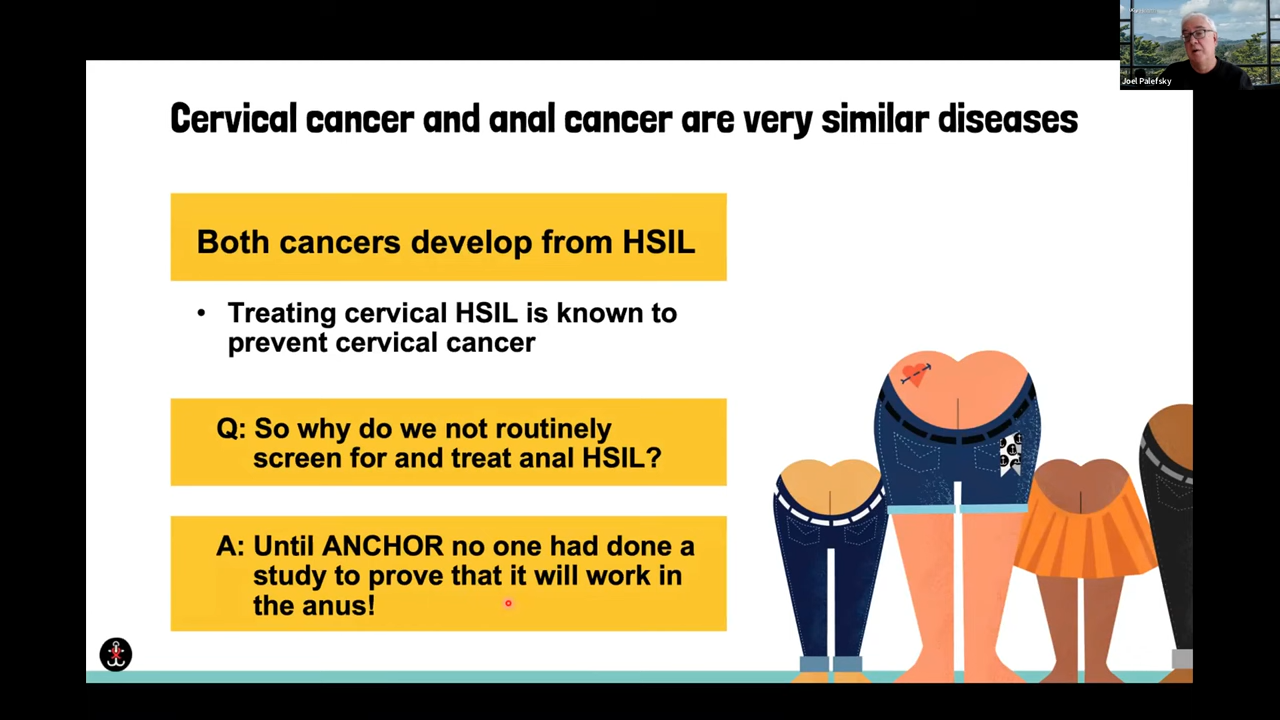 Joel Palefsky
Cervical cancer and anal cancer are very similar diseases
Both cancers develop from HSIL
• Treating cervical HSIL is known to
prevent cervical cancer
Q: So why do we not routinely
screen for and treat anal HSIL?
A: Until ANCHOR no one had done a
study to prove that it will work in
the anus!